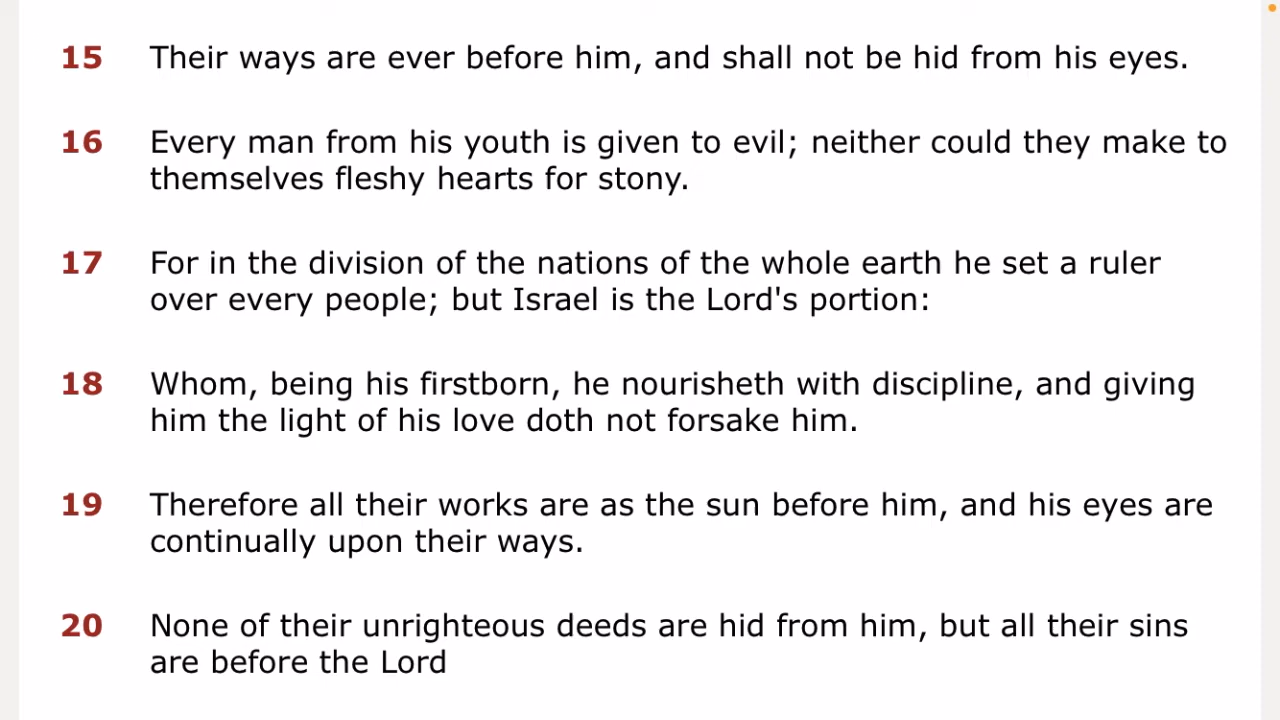 15 Their ways are ever before him, and shall not be hid from his eyes.
16 Every man from his youth is given to evil; neither could they make to
themselves fleshy hearts for stony.
17 For in the division of the nations of the whole earth he set a ruler
over every people; but Israel is the Lord's portion:
18 Whom, being his firstborn, he nourisheth with discipline, and giving
him the light of his love doth not forsake him.
19 Therefore all their works are as the sun before him, and his eyes are
continually upon their ways.
20 None of their unrighteous deeds are hid from him, but all their sins
are before the Lord